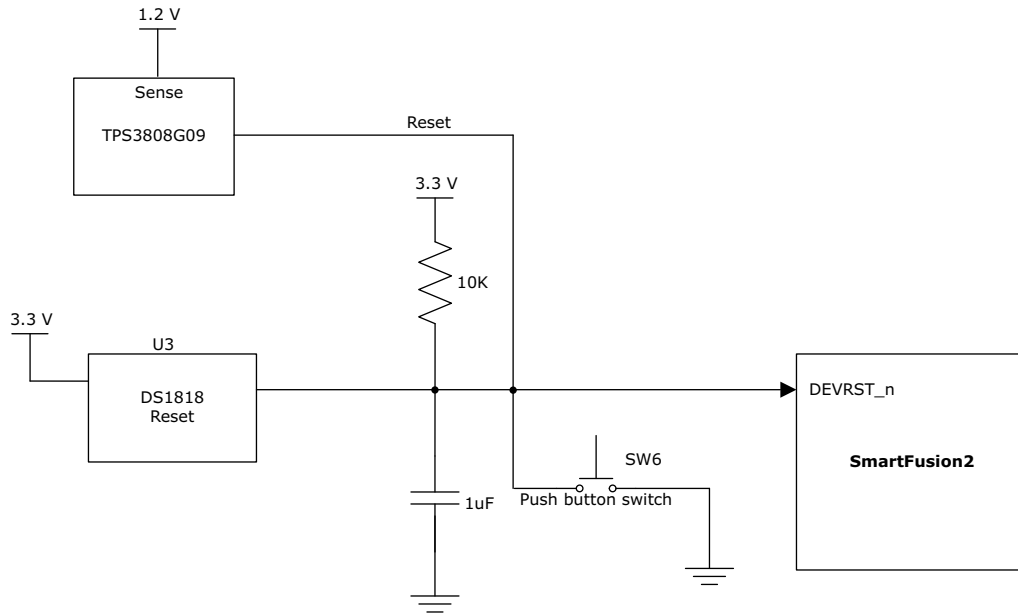 1.2 V
Sense
TPS3808G09
Reset
3.3 V
10K
3.3 V
U3
DS1818
Reset
DEVRST_n
SmartFusion2
SW6
Push button switch
1uF